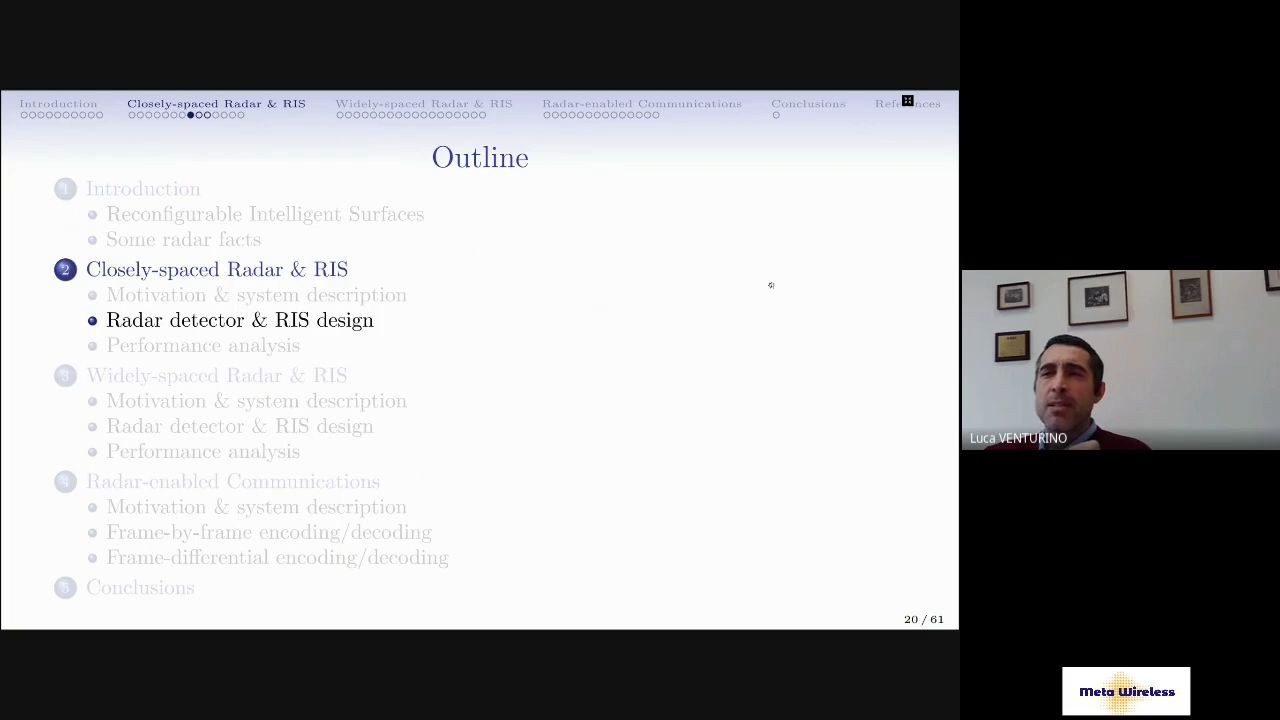 Introduction Closely-spaced Radar & RIS Widely-spaced Radar & RIS Radar-enabled Communications Conclusions
Outline
1 Introduction
Reconfigurable Intelligent Surfaces
Some radar facts
2 Closely-spaced Radar & RIS
Motivation & system description
Radar detector & RIS design
Performance analysis
3 Widely-spaced Radar & RIS
Motivation & system description
Radar detector & RIS design
Performance analysis
4 Radar-enabled Communications
Motivation & system description
Frame-by-frame encoding/decoding
Frame-differential encoding/decoding
5 Conclusions
20 / 61
Luca VENTURINO
Meta Wireless